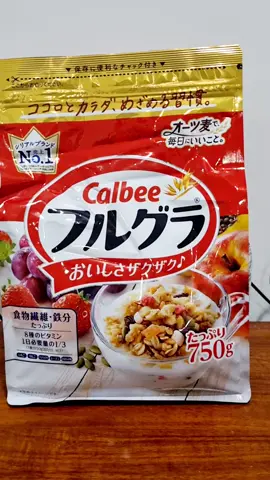 ▼保存に便利なチャック付き▼
ココロとカラダ、めざめる習慣。
シリアルブランド
No.1
オーツ麦で、
毎日にいいこと。
Calbee
フルグラ
おいしさザクザク♪
食物繊維・鉄分
たっぷり
8種のビタミン
1日必要量の1/3
たっぷり
750g